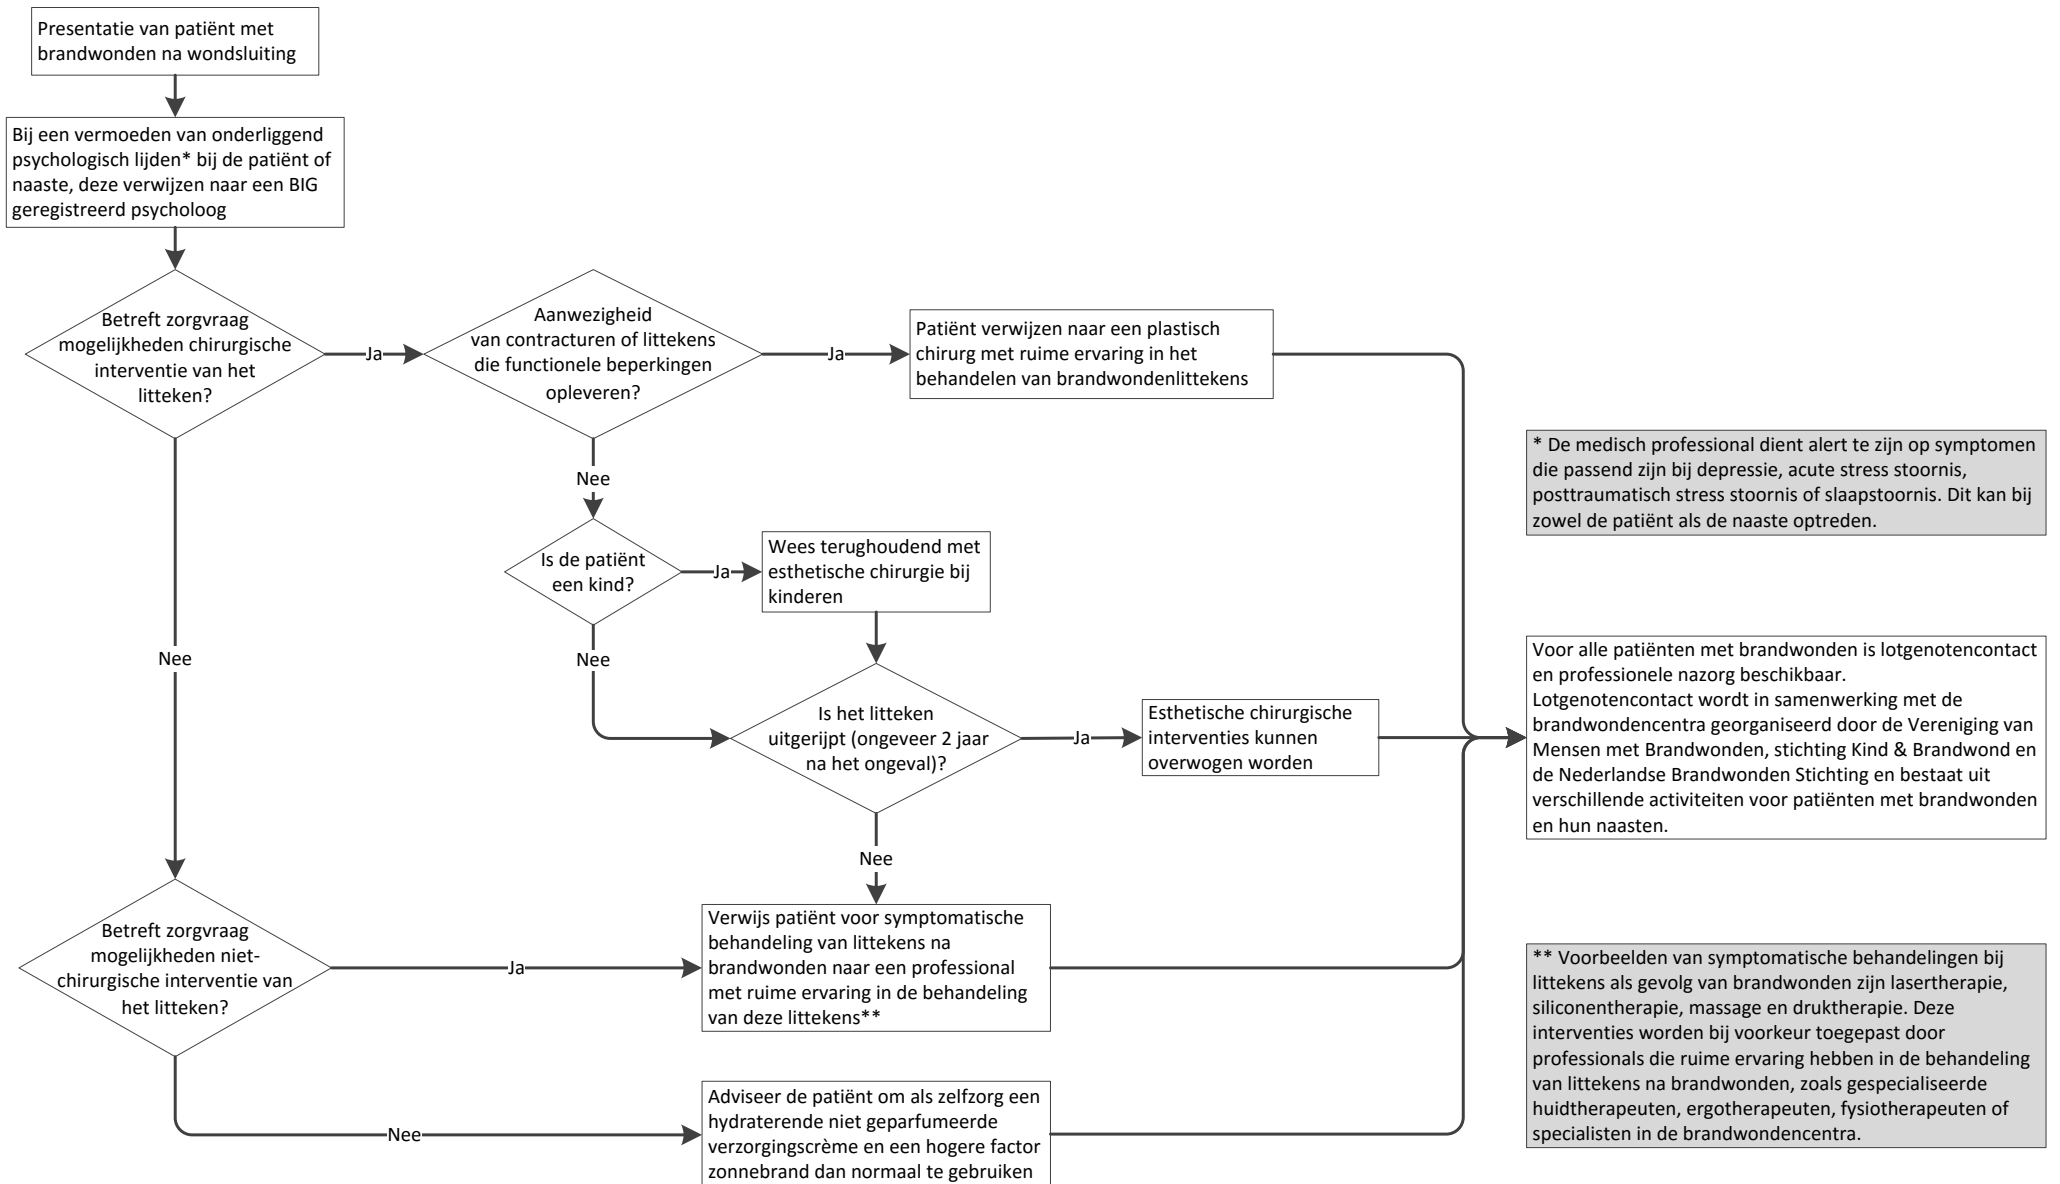 Presentatie van patiënt met
brandwonden na wondsluiting
Bij een vermoeden van onderliggend
psychologisch lijden* bij de patiënt of
naaste, deze verwijzen naar een BIG
geregistreerd psycholoog
Betreft zorgvraag
mogelijkheden chirurgische
interventie van het
litteken?
Ja
Aanwezigheid
van contracturen of littekens
die functionele beperkingen
opleveren?
Ja
Patiënt verwijzen naar een plastisch
chirurg met ruime ervaring in het
behandelen van brandwondenlittekens
Nee
Is de patiënt
een kind?
Ja
Wees terughoudend met
esthetische chirurgie bij
kinderen
Nee
Nee
Is het litteken
uitgerijpt (ongeveer 2 jaar
na het ongeval)?
Ja
Esthetische chirurgische
interventies kunnen
overwogen worden
Nee
Betreft zorgvraag
mogelijkheden niet-
chirurgische interventie van
het litteken?
Ja
Verwijs patiënt voor symptomatische
behandeling van littekens na
brandwonden naar een professional
met ruime ervaring in de behandeling
van deze littekens**
Nee
Adviseer de patiënt om als zelfzorg een
hydraterende niet geparfumeerde
verzorgingscrème en een hogere factor
zonnebrand dan normaal te gebruiken
* De medisch professional dient alert te zijn op symptomen
die passend zijn bij depressie, acute stress stoornis,
posttraumatisch stress stoornis of slaapstoornis. Dit kan bij
zowel de patiënt als de naaste optreden.
Voor alle patiënten met brandwonden is lotgenotencontact
en professionele nazorg beschikbaar.
Lotgenotencontact wordt in samenwerking met de
brandwondencentra georganiseerd door de Vereniging van
Mensen met Brandwonden, stichting Kind & Brandwond en
de Nederlandse Brandwonden Stichting en bestaat uit
verschillende activiteiten voor patiënten met brandwonden
en hun naasten.
** Voorbeelden van symptomatische behandelingen bij
littekens als gevolg van brandwonden zijn lasertherapie,
siliconentherapie, massage en druktherapie. Deze
interventies worden bij voorkeur toegepast door
professionals die ruime ervaring hebben in de behandeling
van littekens na brandwonden, zoals gespecialiseerde
huidtherapeuten, ergotherapeuten, fysiotherapeuten of
specialisten in de brandwondencentra.